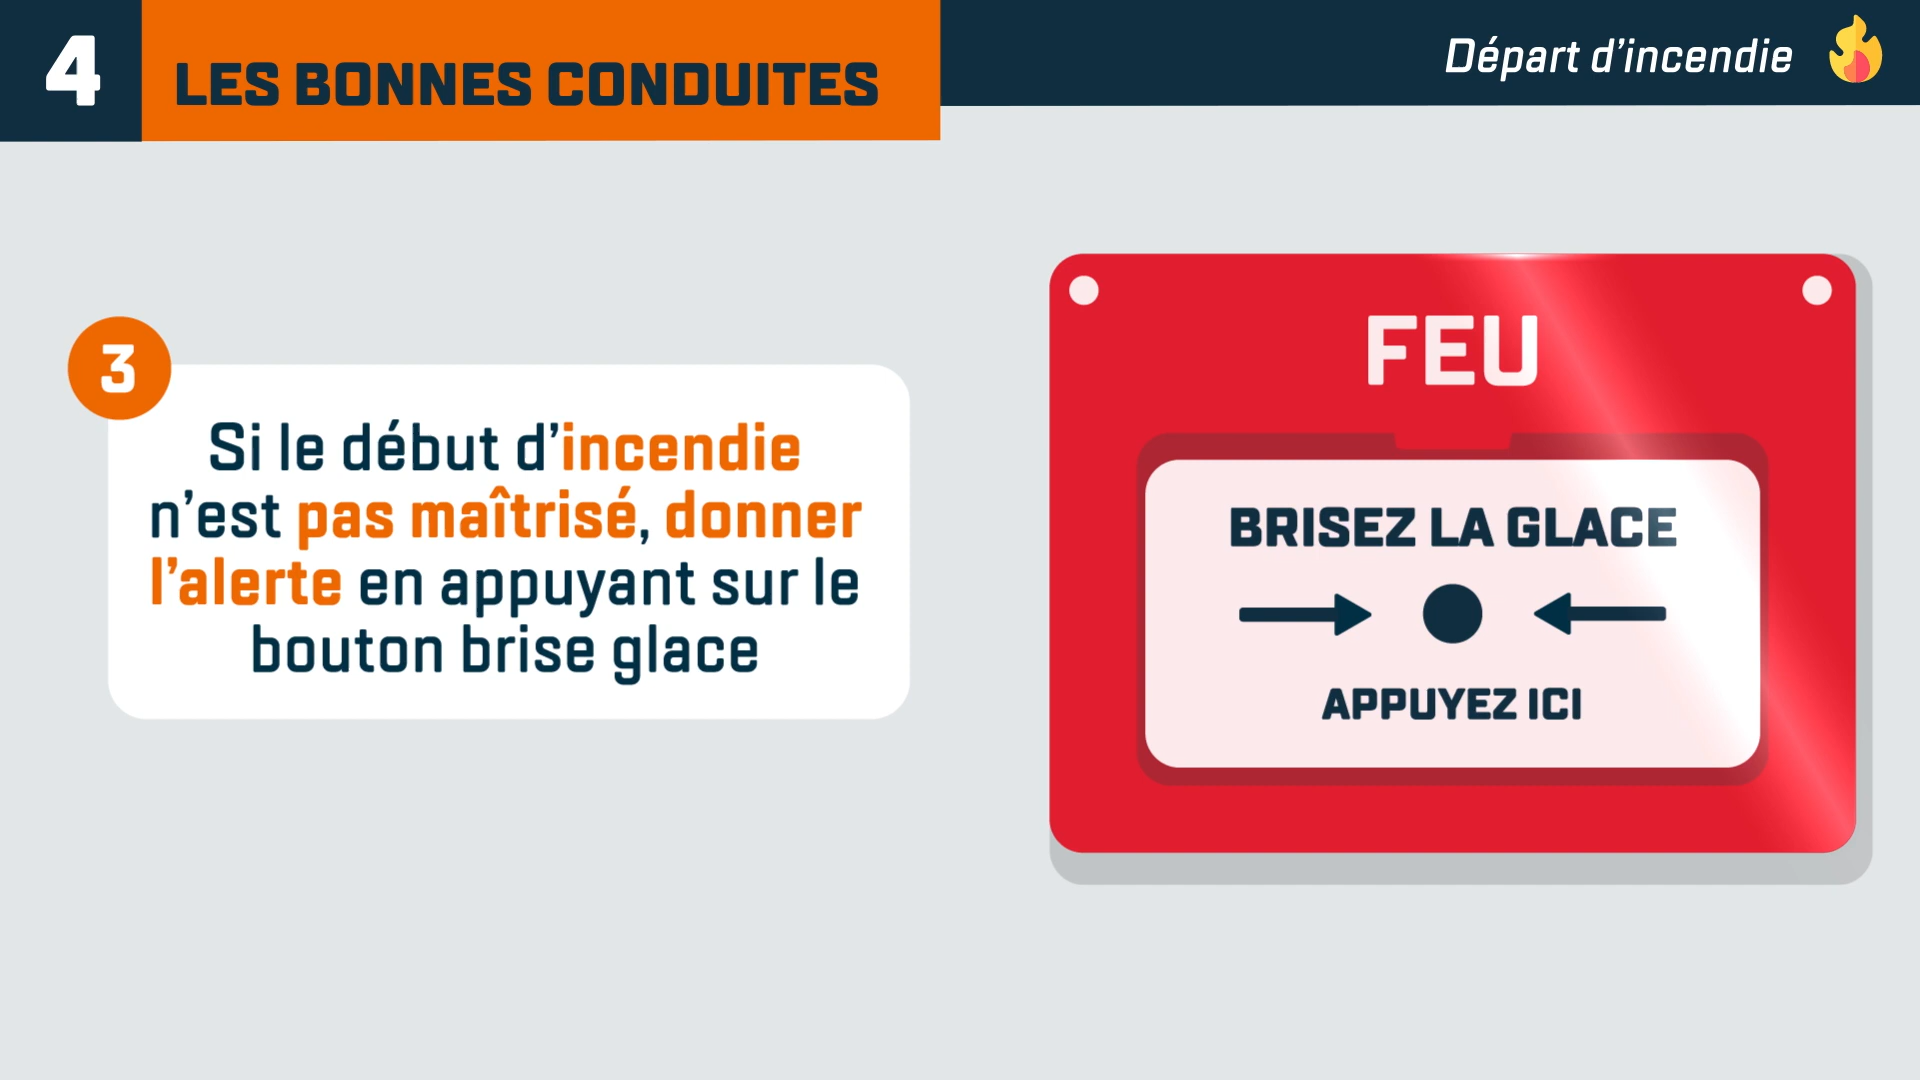 4
LES BONNES CONDUITES
Départ d’incendie
3
Si le début d’incendie
n’est pas maîtrisé, donner
l’alerte en appuyant sur le
bouton brise glace
FEU
BRISEZ LA GLACE
APPUYEZ ICI